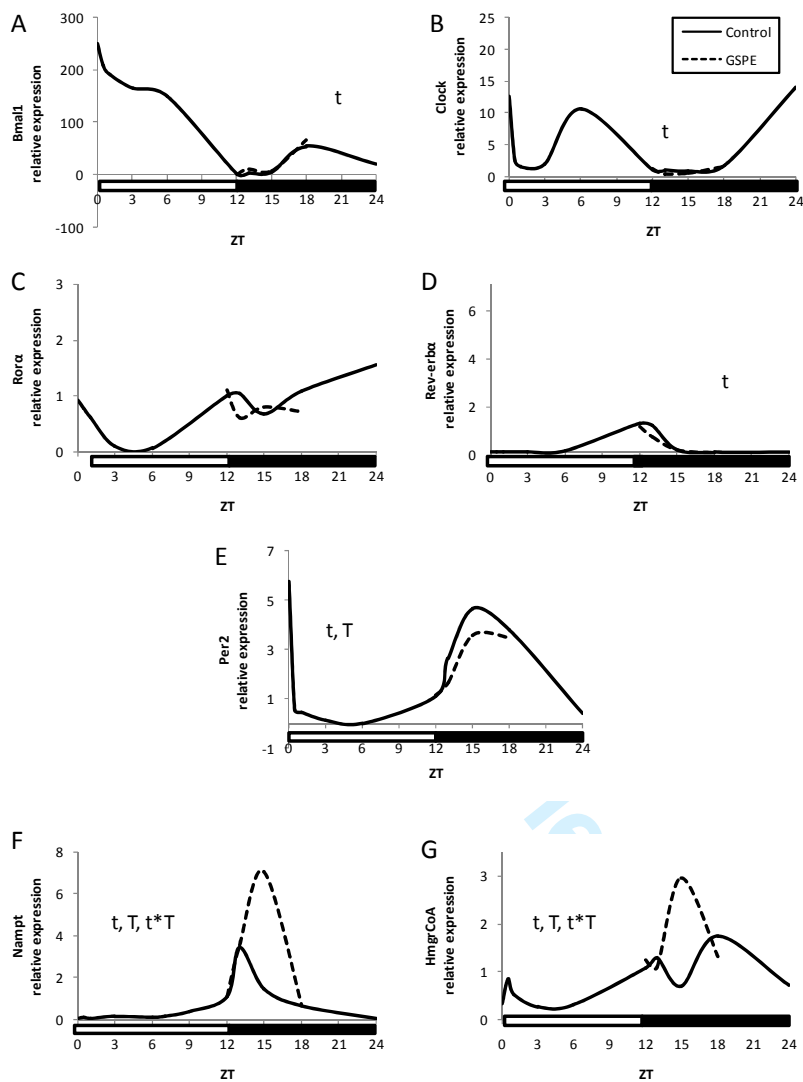 A
Bmal1
relative expression
300
200
100
0
-100
t
0 3 6 9 12 15 18 21 24
ZT
B
Clock
relative expression
25
20
15
10
5
0
t
Control
GSPE
0 3 6 9 12 15 18 21 24
ZT
C
Rorα
relative expression
3
2
1
0
0 3 6 9 12 15 18 21 24
ZT
D
Rev-erbα
relative expression
6
4
2
0
t
0 3 6 9 12 15 18 21 24
ZT
E
Per2
relative expression
7
5
3
1
-1
t, T
0 3 6 9 12 15 18 21 24
ZT
F
Nampt
relative expression
8
6
4
2
0
t, T, t*T
0 3 6 9 12 15 18 21 24
ZT
G
HmgrCoA
relative expression
3
2
1
0
t, T, t*T
0 3 6 9 12 15 18 21 24
ZT